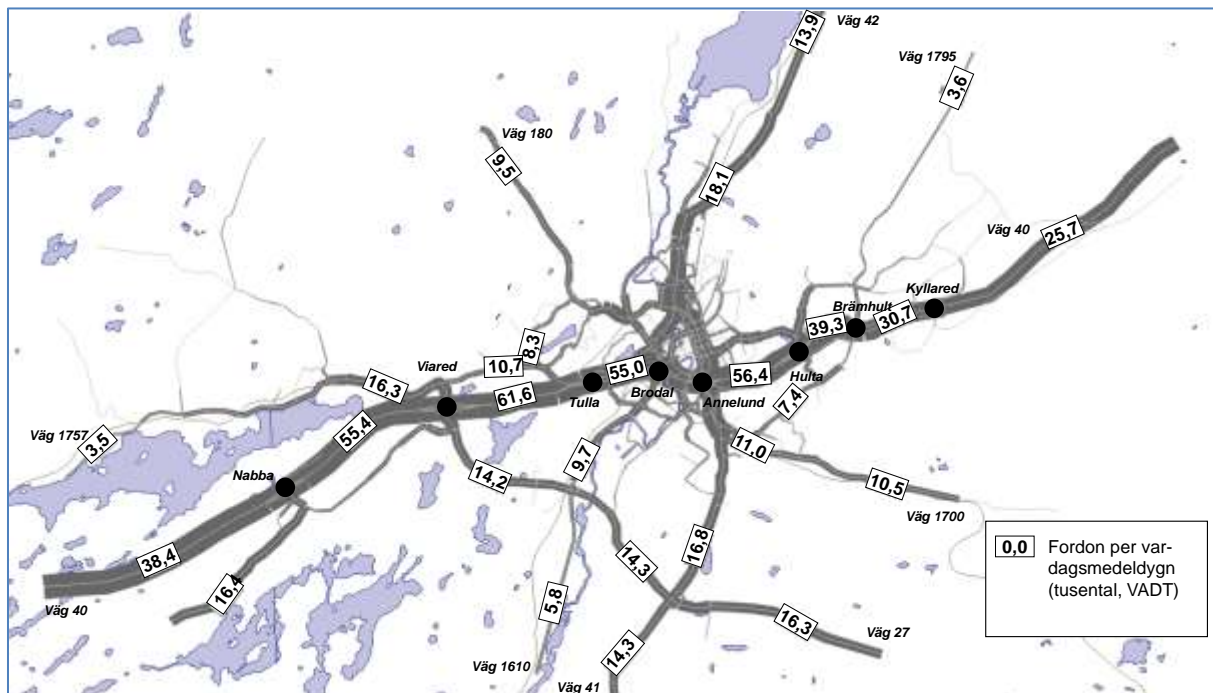 13,9
Väg 42
Väg 1795
3,6
Väg 180
9,5
18,1
Väg 40
25,7
Kyllared
Brämhult
30,7
39,3
8,3
10,7
Viared
16,3
61,6
55,0
56,4
Hulta
Tulla
Brodal
Annelund
7,4
55,4
Väg 1757
3,5
9,7
11,0
Nabba
14,2
10,5
Väg 1700
16,8
38,4
14,3
Väg 40
16,4
5,8
16,3
Väg 27
14,3
Väg 1610
Väg 41
0,0 Fordon per var-
dagsmedeldygn
(tusental, VADT)